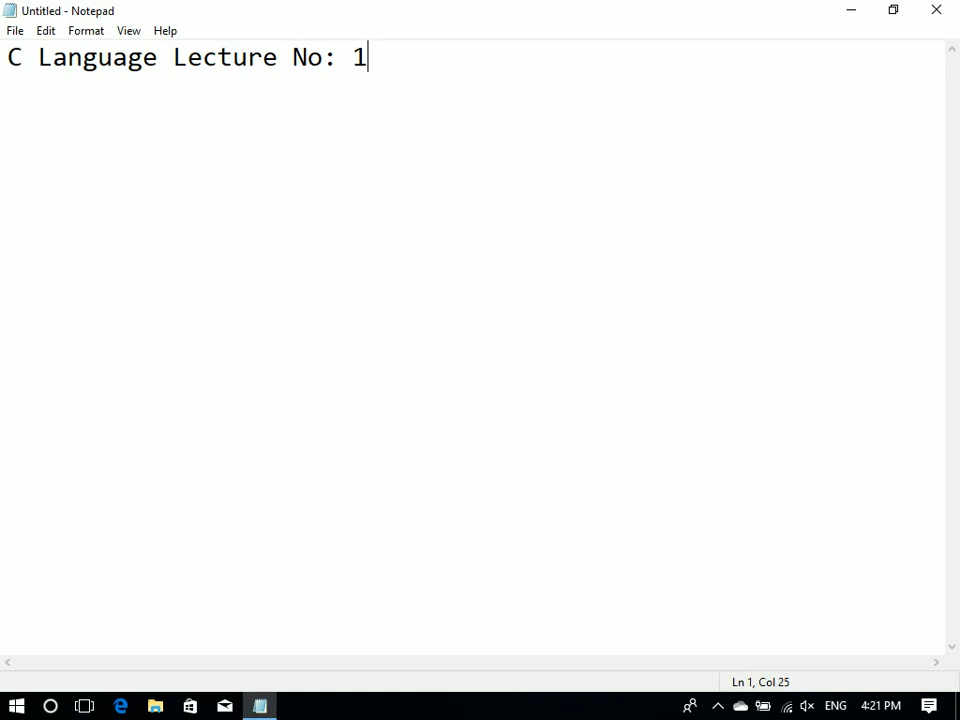 Untitled - Notepad
File Edit Format View Help
C Language Lecture No: 1
Ln 1, Col 25
ENG 4:21 PM